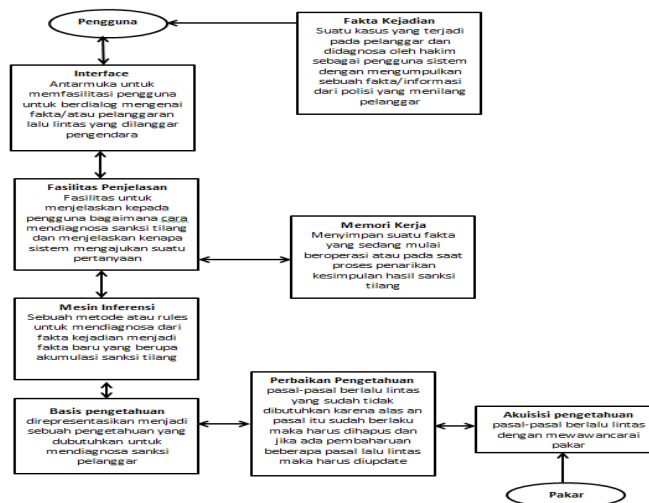 Pengguna
Fakta Kejadian
Suatu kasus yang terjadi
pada pelanggar dan
didagnosa oleh hakim
sebagai pengguna sistem
dengan mengumpulkan
sebuah fakta/informasi
dari polisi yang menilang
pelanggar
Interface
Antarmuka untuk
memfasilitasi pengguna
untuk berdialog mengenai
fakta/atau pelanggaran
lalu lintas yang dilanggar
pengendara
Fasilitas Penjelasan
Fasilitas untuk
menjelaskan kepada
pengguna bagaimana cara
mendiagnosa sanksi tilang
dan menjelaskan kenapa
sistem mengajukan suatu
pertanyaan
Memori Kerja
Menyimpan suatu fakta
yang sedang mulai
beroperasi atau pada saat
proses penarikan
kesimpulan hasil sanksi
tilang
Mesin Inferensi
Sebuah metode atau rules
untuk mendiagnosa dari
fakta kejadian menjadi
fakta baru yang berupa
akumulasi sanksi tilang
Basis pengetahuan
direpresentasikan menjadi
sebuah pengetahuan yang
dubutuhkan untuk
mendiagnosa sanksi
pelanggar
Perbaikan Pengetahuan
pasal-pasal berlalu lintas
yang sudah tidak
dibutuhkan karena alas an
pasal itu sudah berlaku
maka harus dihapus dan
jika ada pembaharuan
beberapa pasal lalu lintas
maka harus diupdate
Akuisisi pengetahuan
pasal-pasal berlalu lintas
dengan mewawancarai
pakar
Pakar